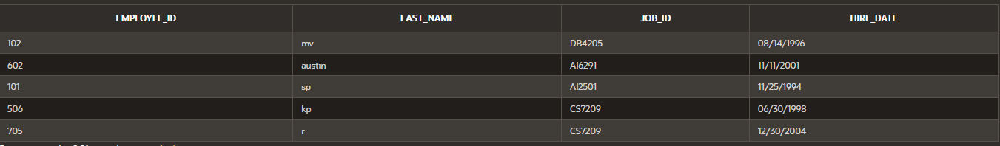 EMPLOYEE_ID LAST_NAME JOB_ID HIRE_DATE
102 mv DB4205 08/14/1996
602 austin AI6291 11/11/2001
101 sp AI2501 11/25/1994
506 kp CS7209 06/30/1998
705 r CS7209 12/30/2004